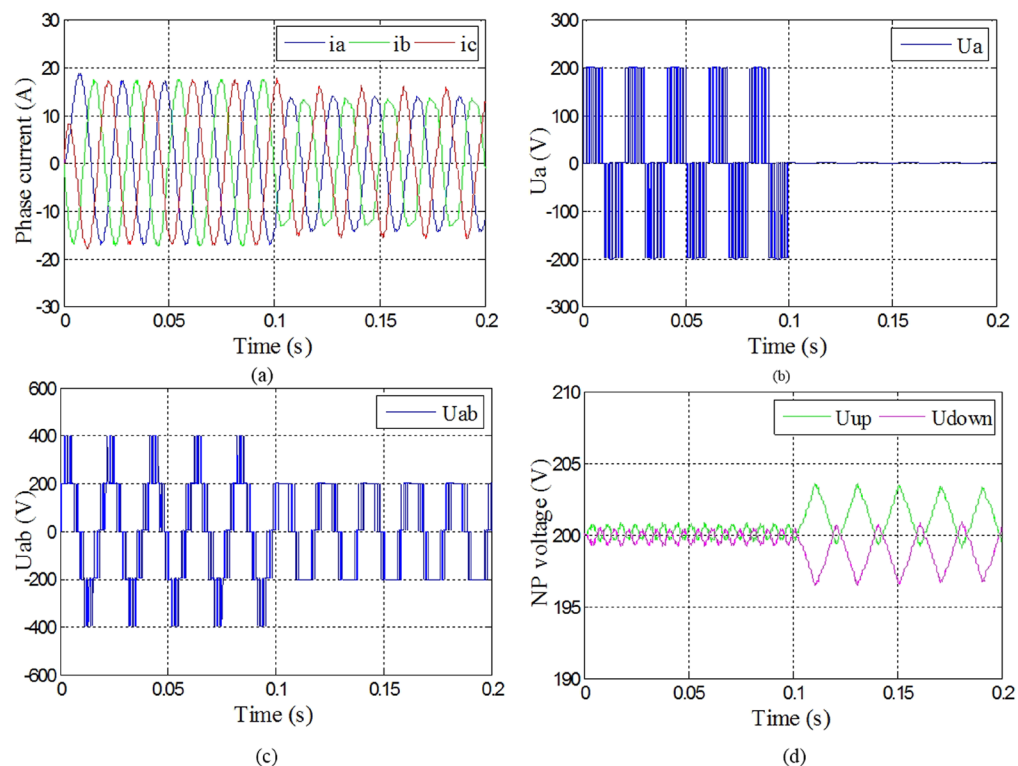 30
20
10
0
-10
-20
-30
Phase current (A)
ia ib ic
0 0.05 0.1 0.15 0.2
Time (s)
(a)
300
200
100
0
-100
-200
-300
Ua (V)
Ua
0 0.05 0.1 0.15 0.2
Time (s)
(b)
600
400
200
0
-200
-400
-600
Uab (V)
Uab
0 0.05 0.1 0.15 0.2
Time (s)
(c)
210
205
200
195
190
NP voltage (V)
Uup Udown
0 0.05 0.1 0.15 0.2
Time (s)
(d)